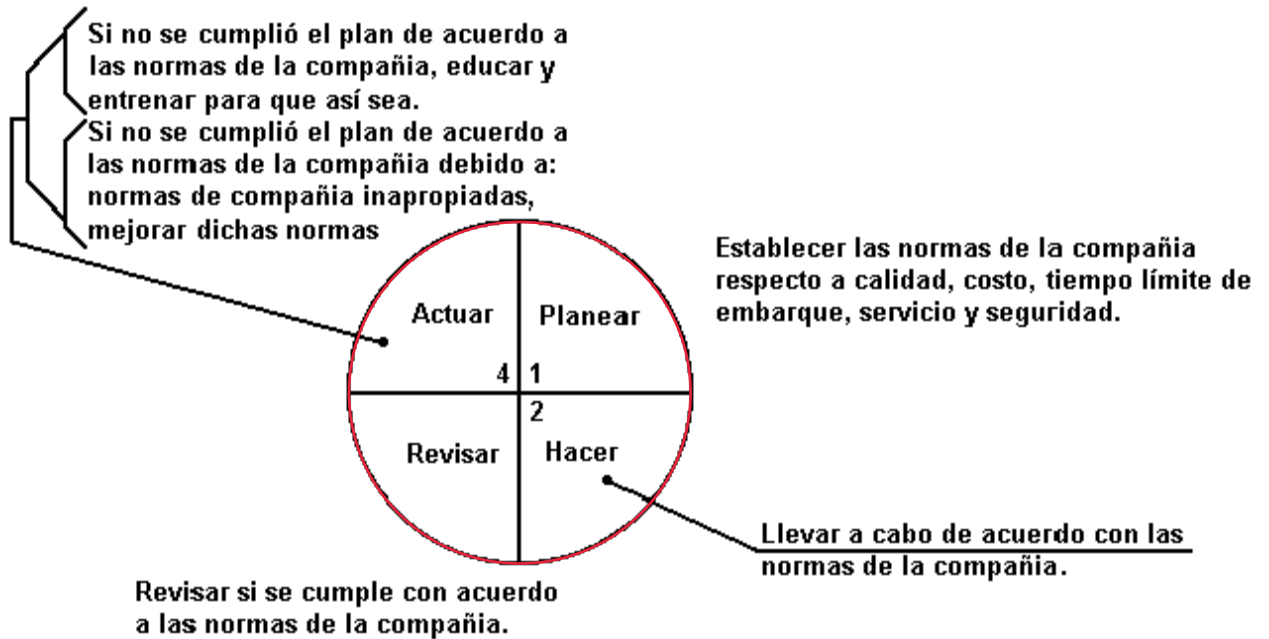 Si no se cumplió el plan de acuerdo a
las normas de la compañia, educar y
entrenar para que así sea.
Si no se cumplió el plan de acuerdo a
las normas de la compañia debido a:
normas de compañia inapropiadas,
mejorar dichas normas
Establecer las normas de la compañia
respecto a calidad, costo, tiempo límite de
embarque, servicio y seguridad.
Actuar
Planear
4
1
2
Revisar
Hacer
Llevar a cabo de acuerdo con las
normas de la compañia.
Revisar si se cumple con acuerdo
a las normas de la compañia.